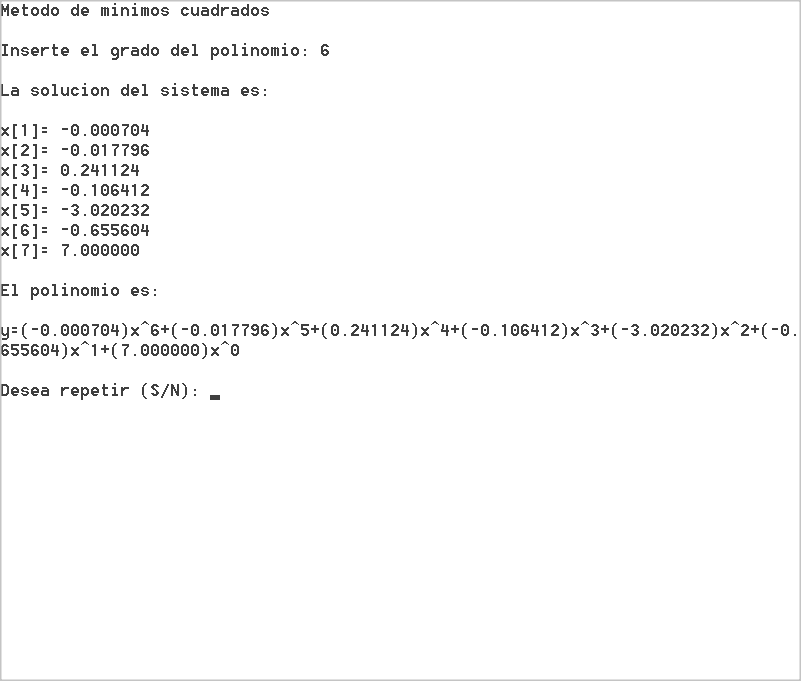 Metodo de minimos cuadrados
Inserte el grado del polinomio: 6
La solucion del sistema es:
x[1]= -0.000704
x[2]= -0.017796
x[3]= 0.241124
x[4]= -0.106412
x[5]= -3.020232
x[6]= -0.655604
x[7]= 7.000000
El polinomio es:
y=(-0.000704)x^6+(-0.017796)x^5+(0.241124)x^4+(-0.106412)x^3+(-3.020232)x^2+(-0.
655604)x^1+(7.000000)x^0
Desea repetir (S/N): _